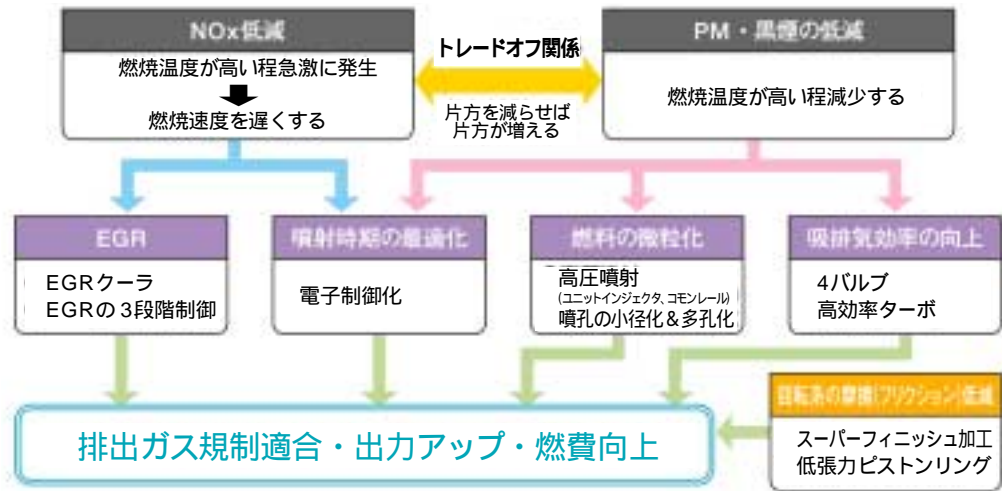 NOx低減
燃焼温度が高い程急激に発生
燃焼速度を遅くする
トレードオフ関係
片方を減らせば
片方が増える
PM・黒煙の低減
燃焼温度が高い程減少する
EGR
EGRクーラ
EGRの3段階制御
噴射時期の最適化
電子制御化
燃料の微粒化
高圧噴射
(ユニットインジェクタ、コモンレール)
噴孔の小径化&多孔化
吸排気効率の向上
4バルブ
高効率ターボ
回転系の摩擦(フリクション)低減
スーパーフィニッシュ加工
低張力ピストンリング
排出ガス規制適合・出力アップ・燃費向上